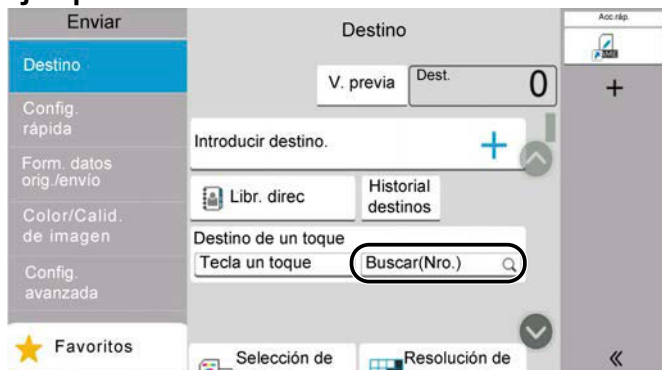 Enviar
Destino
Acc.ráp.
Destino
V. previa
Dest.
0
Config.
rápida
Introducir destino.
Form. datos
orig./envío
Libr. direc
Historial
destinos
Color/Calid.
de imagen
Destino de un toque
Tecla un toque
Buscar(Nro.)
Config.
avanzada
Favoritos
Selección de
Resolución de